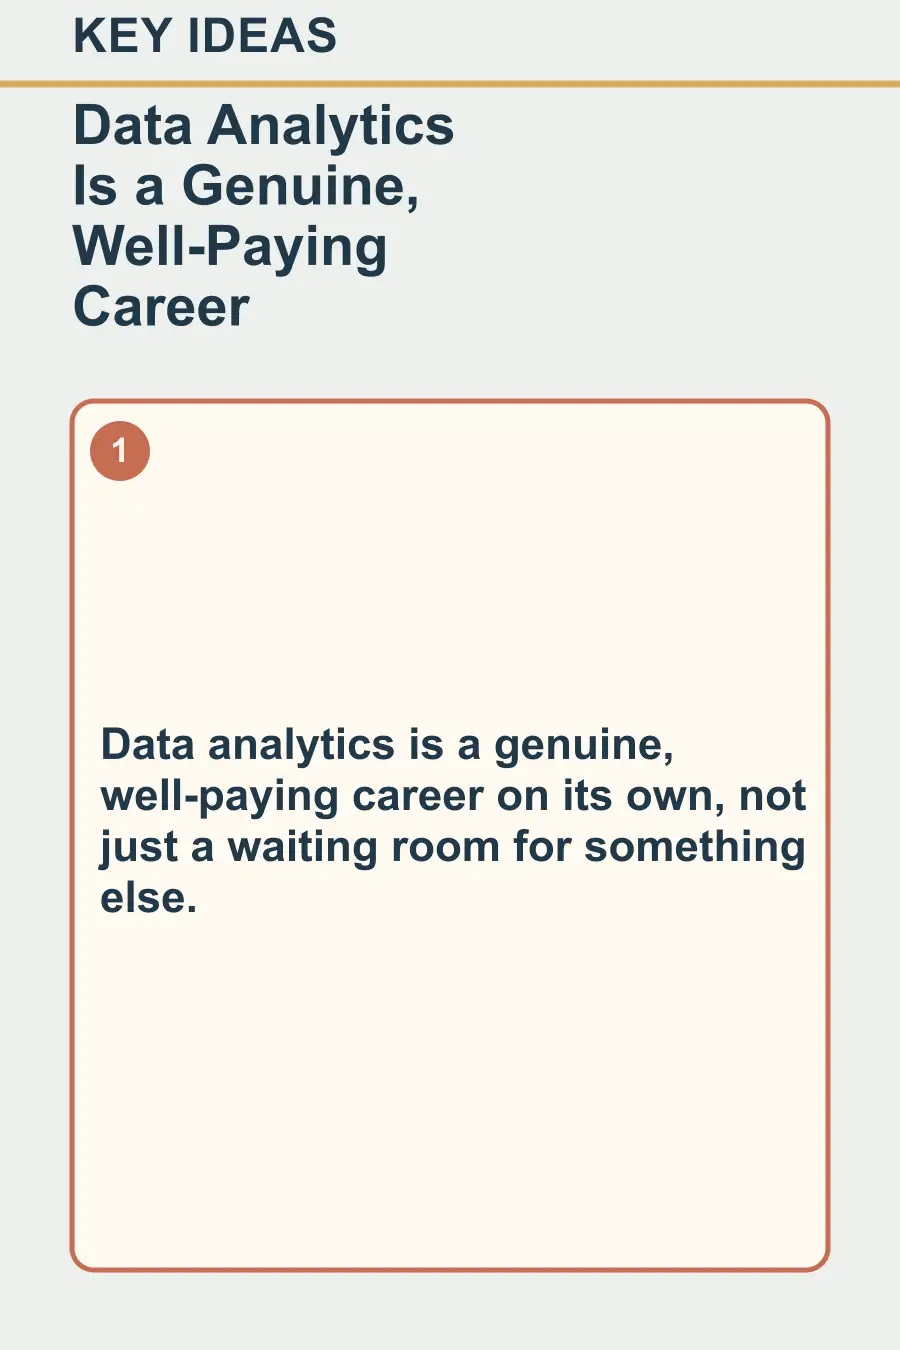 KEY IDEAS
Data Analytics
Is a Genuine,
Well-Paying
Career
1
Data analytics is a genuine,
well-paying career on its own, not
just a waiting room for something
else.